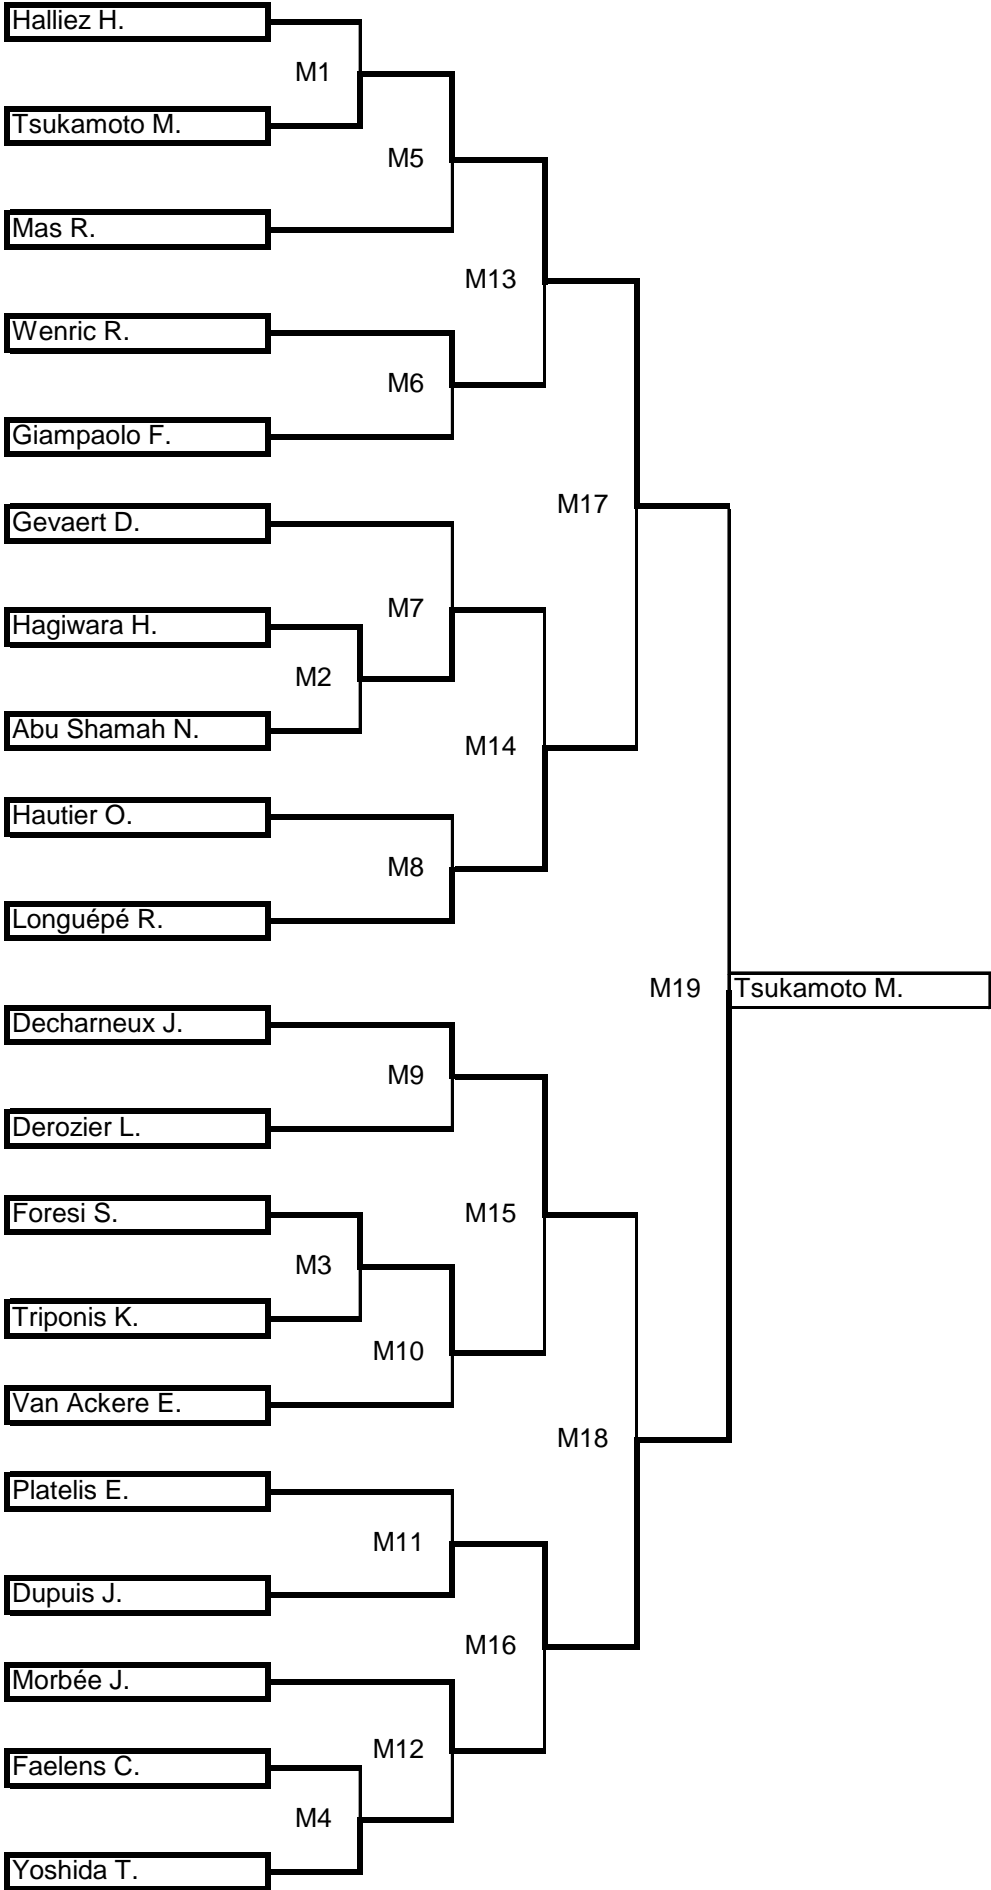 Halliez H.
M1
Tsukamoto M.
M5
Mas R.
M13
Wenric R.
M6
Giampaolo F.
M17
Gevaert D.
M7
Hagiwara H.
M2
Abu Shamah N.
M14
Hautier O.
M8
Longuépé R.
M19
Tsukamoto M.
Decharneux J.
M9
Derozier L.
Foresi S.
M15
M3
Triponis K.
M10
Van Ackere E.
M18
Platelis E.
M11
Dupuis J.
M16
Morbée J.
M12
Faelens C.
M4
Yoshida T.